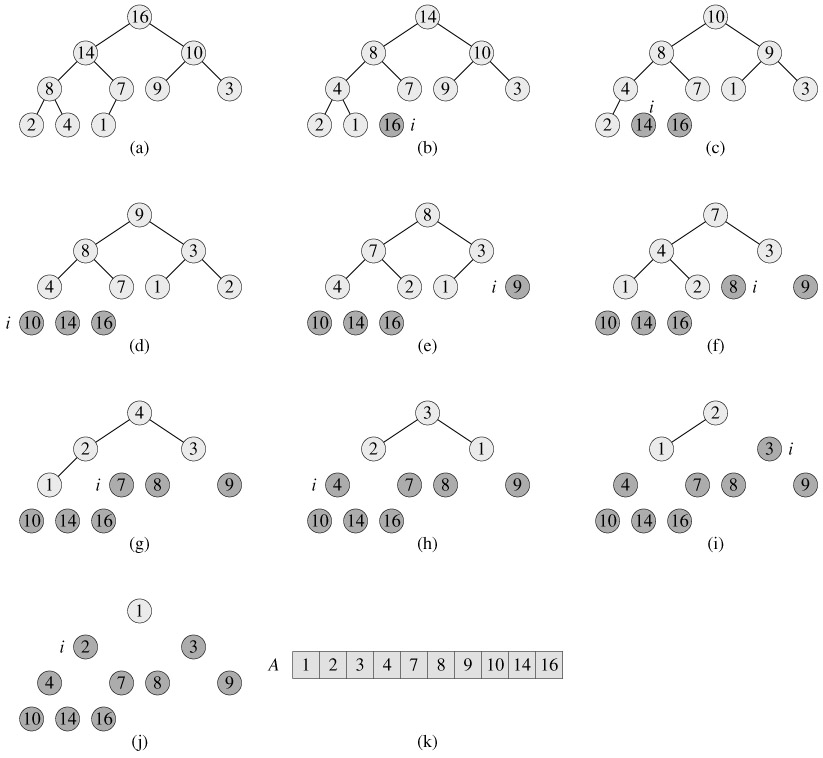 16 14 10
14 10 8 10 8 9
8 7 9 3 4 7 9 3 4 7 1 3
i
2 4 1 2 1 16 i 2 14 16
(a) (b) (c)
9 8 7
8 3 7 3 4 3
4 7 1 2 4 2 1 i 9 1 2 8 i 9
i 10 14 16 10 14 16 10 14 16
(d) (e) (f)
4 3 2
2 3 2 1 1 3 i
1 i 7 8 9 i 4 7 8 9 4 7 8 9
10 14 16 10 14 16 10 14 16
(g) (h) (i)
1
i 2 3
A 1 2 3 4 7 8 9 10 14 16
4 7 8 9
10 14 16
(j) (k)